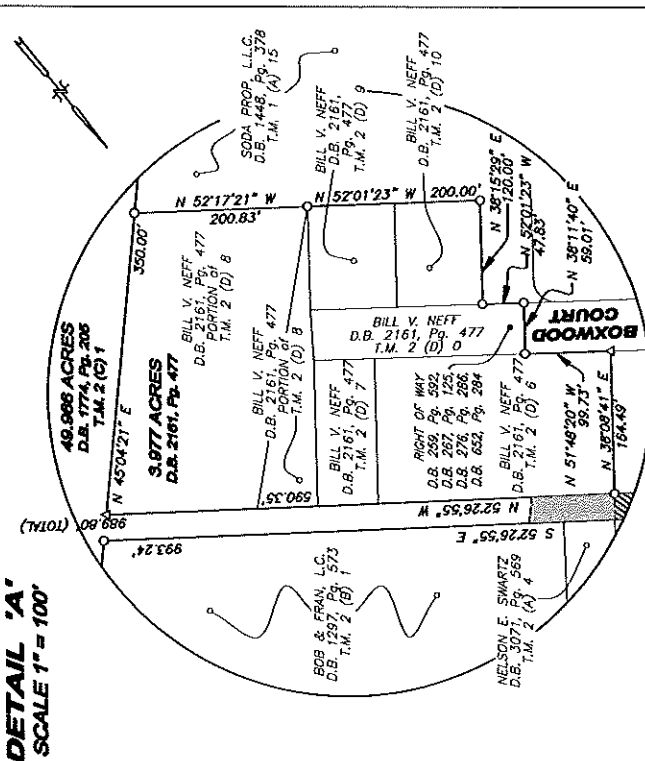 DETAIL "A"
SCALE 1" = 100'
49.986 ACRES
D.B. 1774, Pg. 205
T.M. 2 (C) 1
N 45'04'21" E
350.00'
3.977 ACRES
D.B. 2161, Pg. 477
BILL V. NEFF
D.B. 2161, Pg. 477
PORTION of
T.M. 2 (D) 8
N 52'17'21" W
200.83'
SODA PROP, L.L.C.
D.B. 1448, Pg. 378
T.M. 1 (A) 15
BILL V. NEFF
D.B. 2161,
Pg. 477
T.M. 2 (D) 9
BILL V. NEFF
D.B. 2161, Pg. 477
T.M. 2 (D) 10
N 52'01'23" W
200.00'
N 38'15'29" E
120.00'
N 52'01'23" W
47.83'
N 38'11'40" E
59.01'
BILL V. NEFF
D.B. 2161, Pg. 477
PORTION of
T.M. 2 (D) 8
BILL V. NEFF
D.B. 2161, Pg. 477
T.M. 2 (D) 0
BILL V. NEFF
D.B. 2161, Pg. 477
T.M. 2 (D) 7
RIGHT OF WAY
D.B. 269, Pg. 592,
D.B. 267, Pg. 125,
D.B. 276, Pg. 286,
D.B. 652, Pg. 284
BILL V. NEFF
D.B. 2161, Pg. 477
T.M. 2 (D) 6
BOXWOOD
COURT
N 51'48'20" W
99.73'
N 36'08'41" E
164.49'
590.35'
989.80' (TOTAL)
N 52'26'55" W
993.24'
S 52'26'55" E
BOB & FRAN, L.C.
D.B. 1297, Pg. 573
T.M. 2 (B) 1
NELSON E. SWARTZ
D.B. 3071, Pg. 569
T.M. 2 (A) 4